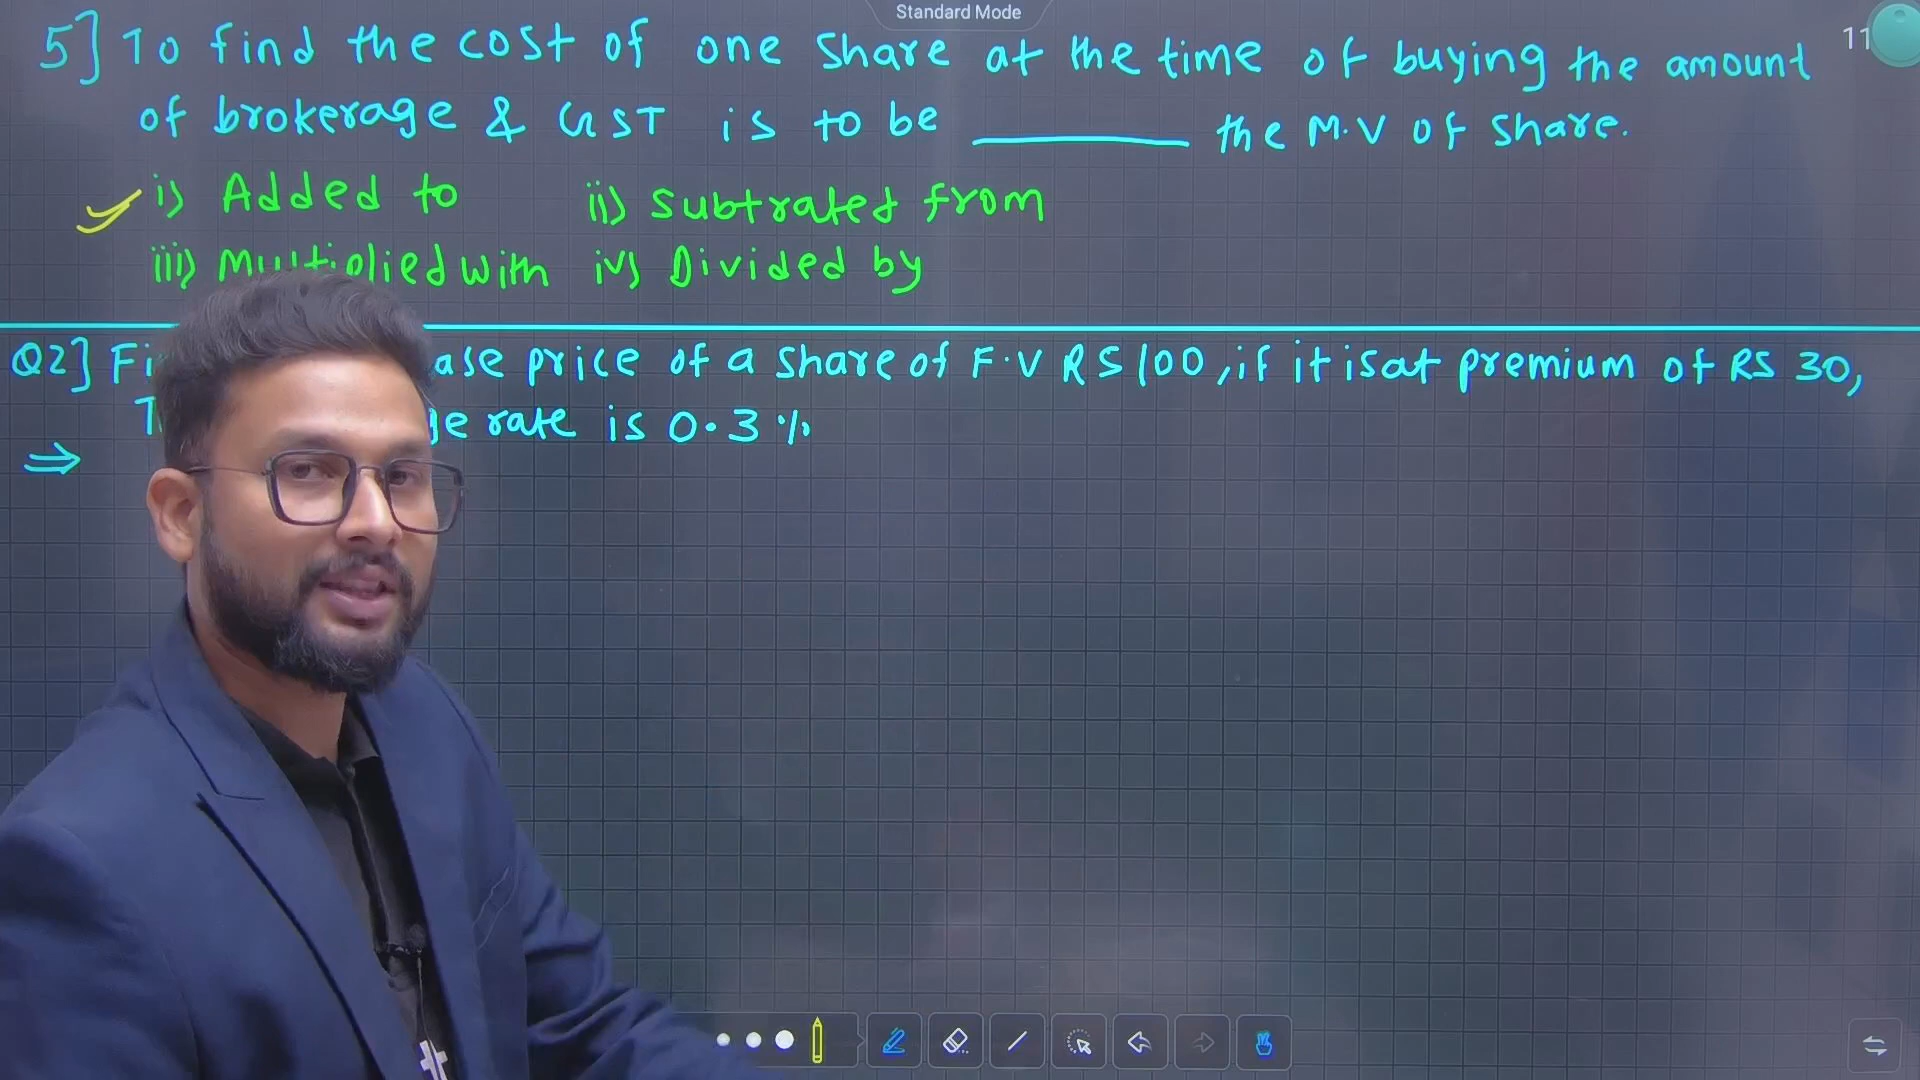 Standard Mode
11
5] To find the cost of one share at the time of buying the amount
of brokerage & GST is to be ______ the M.V of share.
i) Added to ii) Subtrated from
iii) Multiplied with iv) Divided by
Q2] price of a share of F.V RS 100, if it is at premium of RS 30,
rate is 0.3 %